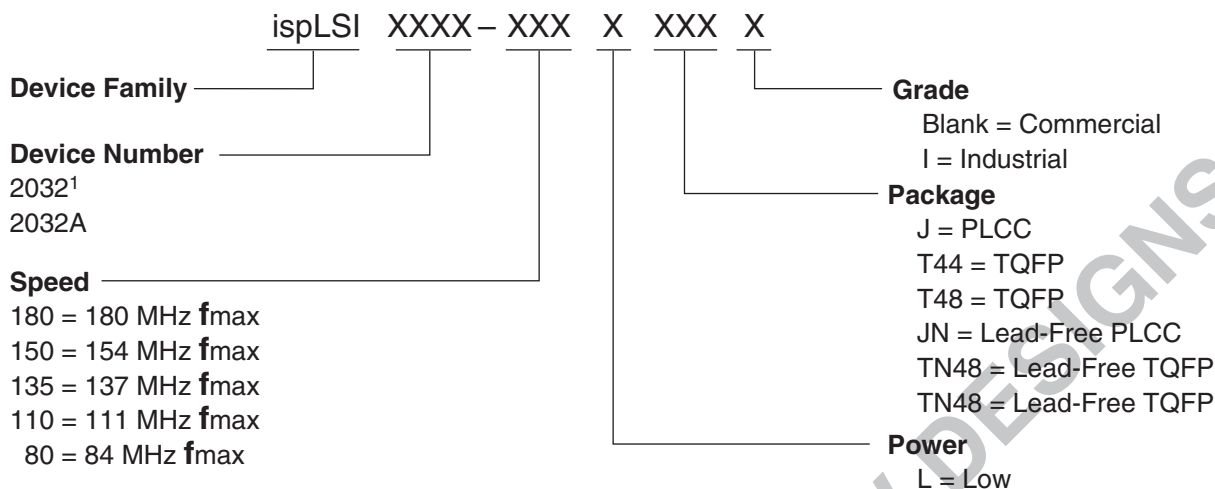 ispLSI XXXX – XXX X XXX X
Device Family
Device Number
2032¹
2032A
Speed
180 = 180 MHz fmax
150 = 154 MHz fmax
135 = 137 MHz fmax
110 = 111 MHz fmax
80 = 84 MHz fmax
Grade
Blank = Commercial
I = Industrial
Package
J = PLCC
T44 = TQFP
T48 = TQFP
JN = Lead-Free PLCC
TN48 = Lead-Free TQFP
TN48 = Lead-Free TQFP
Power
L = Low
DESIGNS